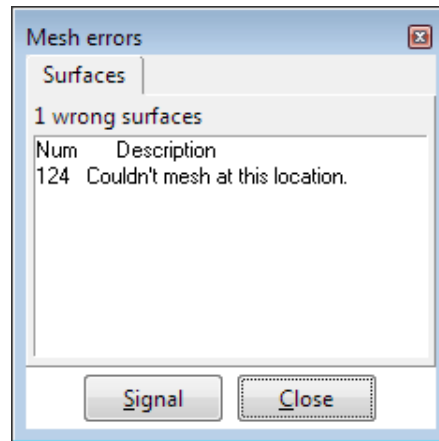 Mesh errors
Surfaces
1 wrong surfaces
Num Description
124 Couldn't mesh at this location.
Signal Close